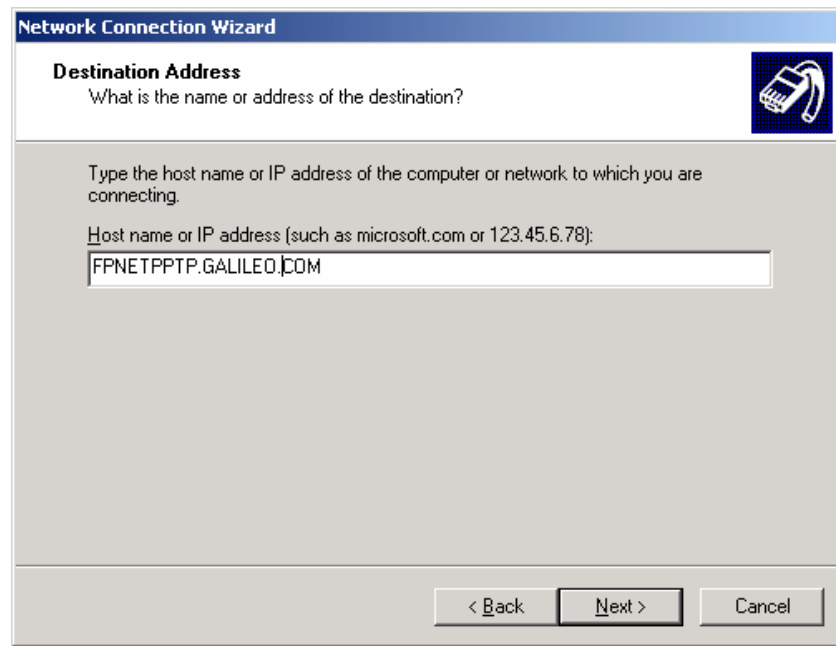 Network Connection Wizard
Destination Address
What is the name or address of the destination?
Type the host name or IP address of the computer or network to which you are
connecting.
Host name or IP address (such as microsoft.com or 123.45.6.78):
FPNETPPTP.GALILEO.COM
< Back
Next >
Cancel